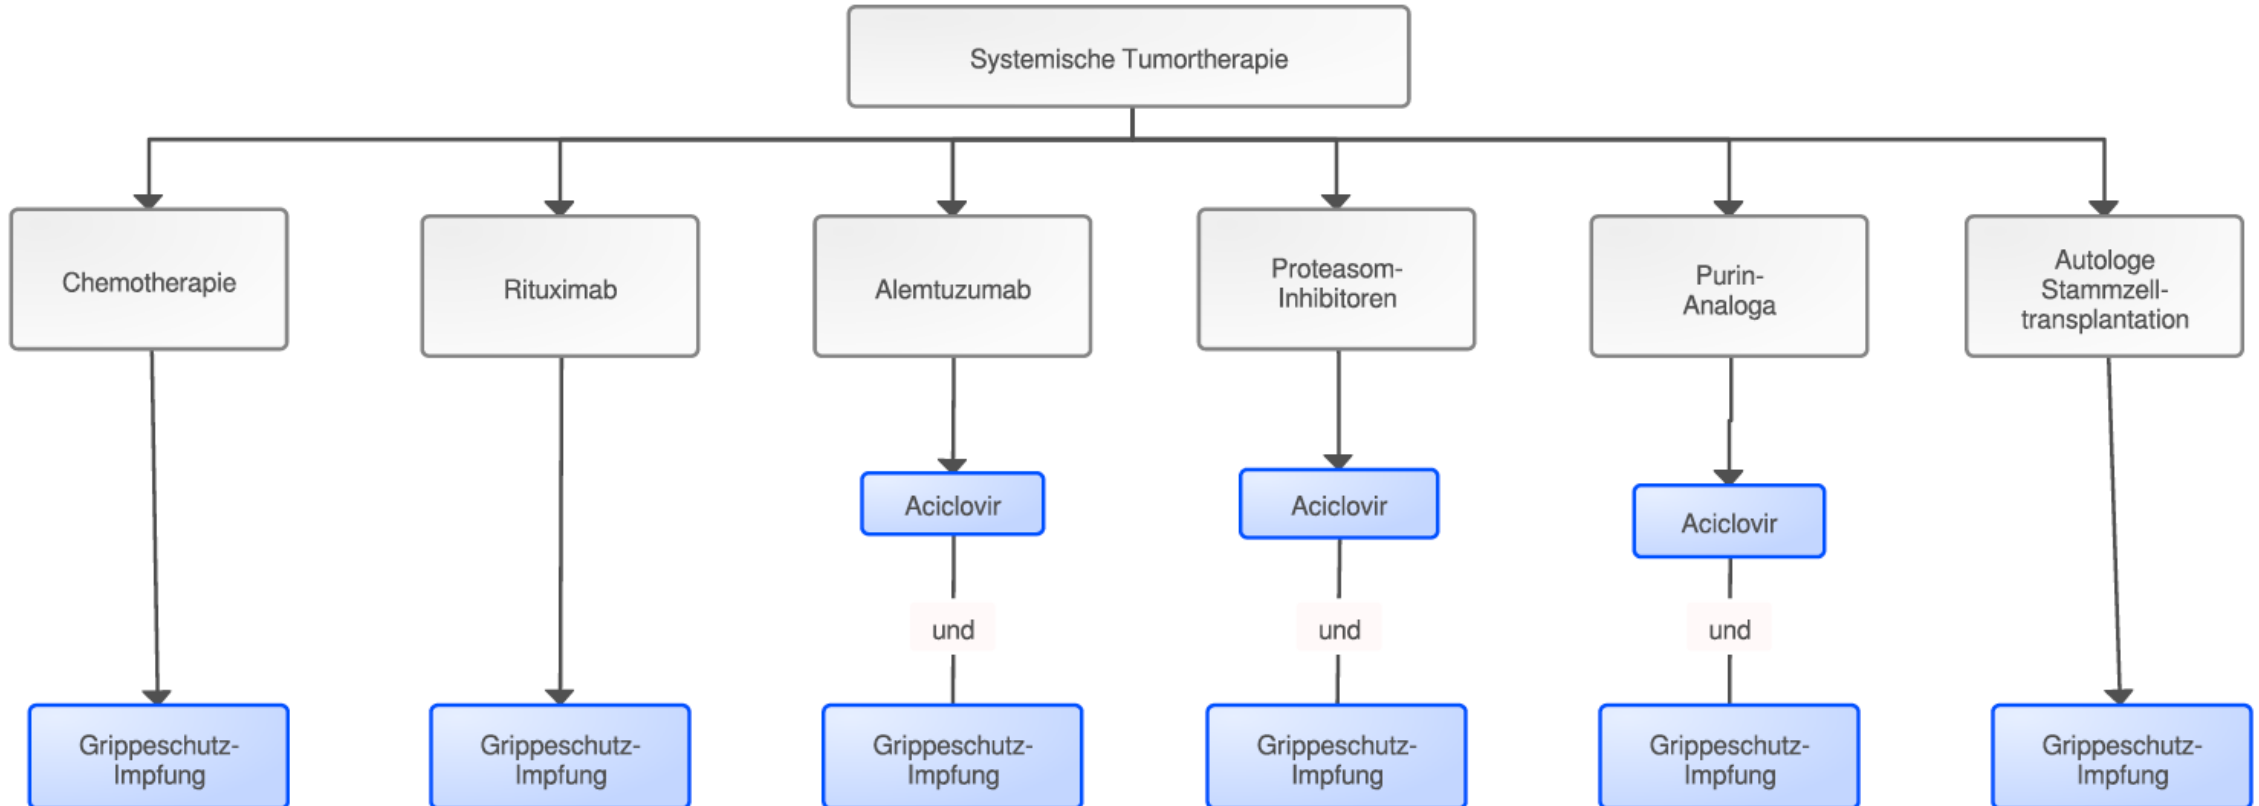 Systemische Tumortherapie
Chemotherapie
Rituximab
Alemtuzumab
Proteasom-
Inhibitoren
Purin-
Analoga
Autologe
Stammzell-
transplantation
Aciclovir
Aciclovir
Aciclovir
und
und
und
Grippeschutz-
Impfung
Grippeschutz-
Impfung
Grippeschutz-
Impfung
Grippeschutz-
Impfung
Grippeschutz-
Impfung
Grippeschutz-
Impfung